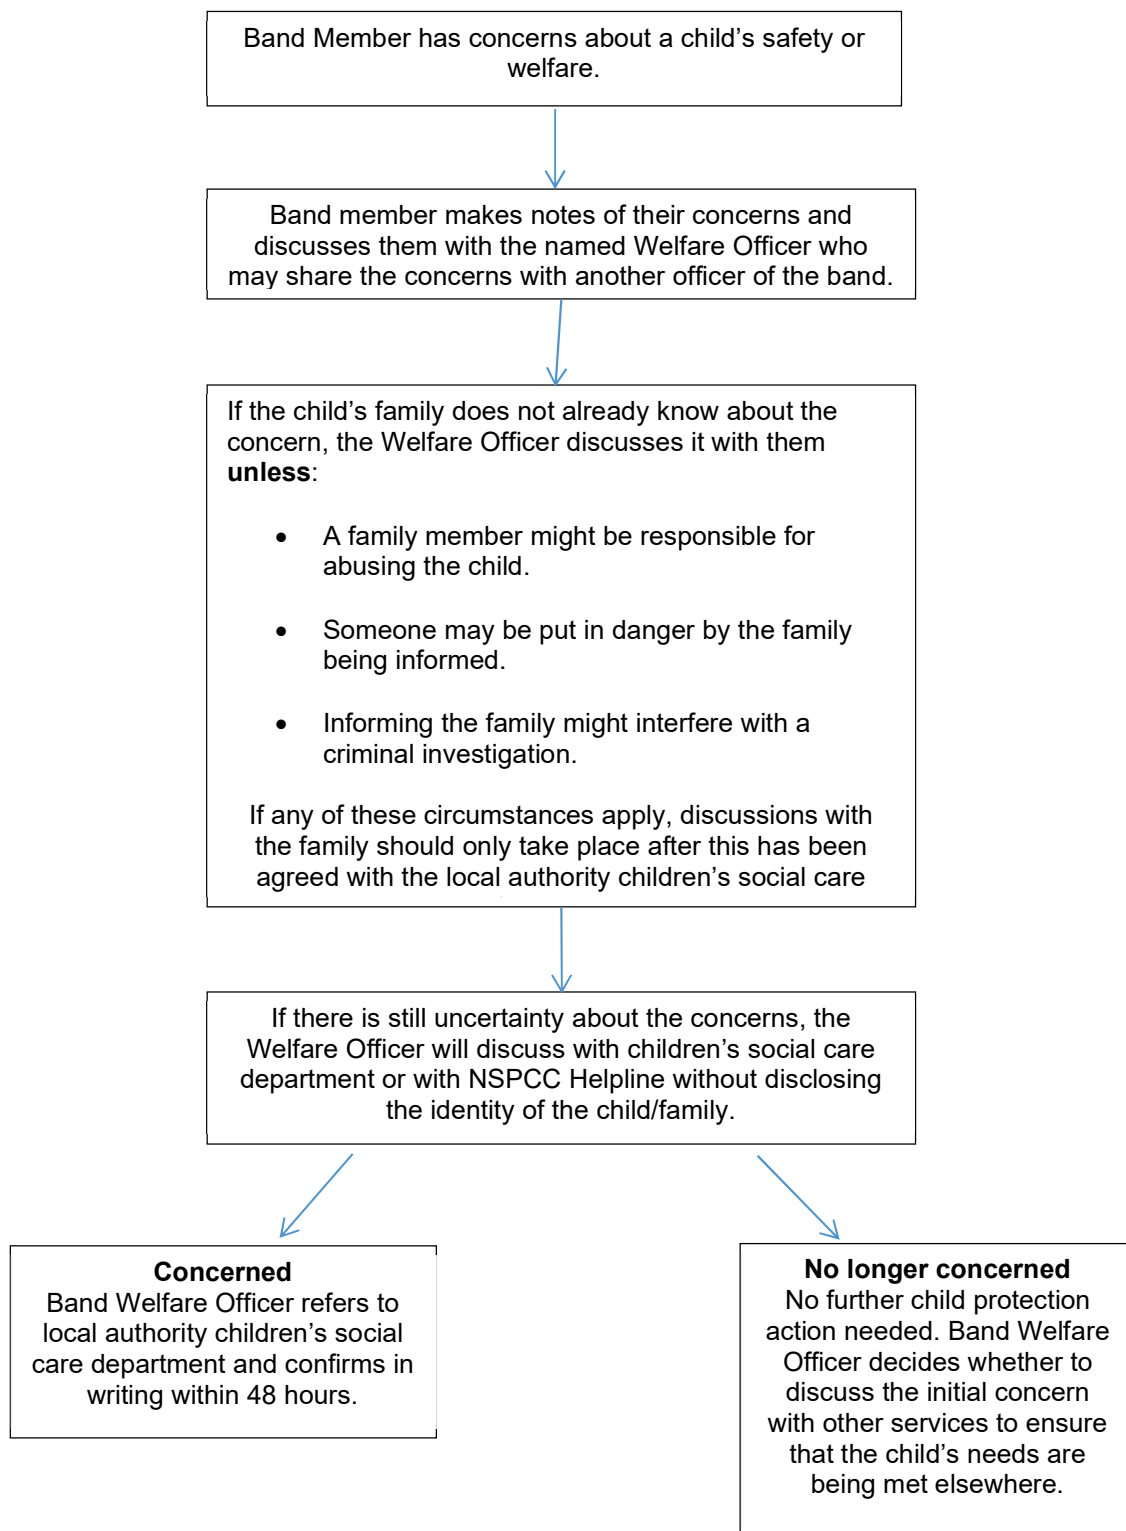 Band Member has concerns about a child’s safety or
welfare.
Band member makes notes of their concerns and
discusses them with the named Welfare Officer who
may share the concerns with another officer of the band.
If the child’s family does not already know about the
concern, the Welfare Officer discusses it with them
unless:
• A family member might be responsible for
abusing the child.
• Someone may be put in danger by the family
being informed.
• Informing the family might interfere with a
criminal investigation.
If any of these circumstances apply, discussions with
the family should only take place after this has been
agreed with the local authority children’s social care
If there is still uncertainty about the concerns, the
Welfare Officer will discuss with children’s social care
department or with NSPCC Helpline without disclosing
the identity of the child/family.
Concerned
Band Welfare Officer refers to
local authority children’s social
care department and confirms in
writing within 48 hours.
No longer concerned
No further child protection
action needed. Band Welfare
Officer decides whether to
discuss the initial concern
with other services to ensure
that the child’s needs are
being met elsewhere.